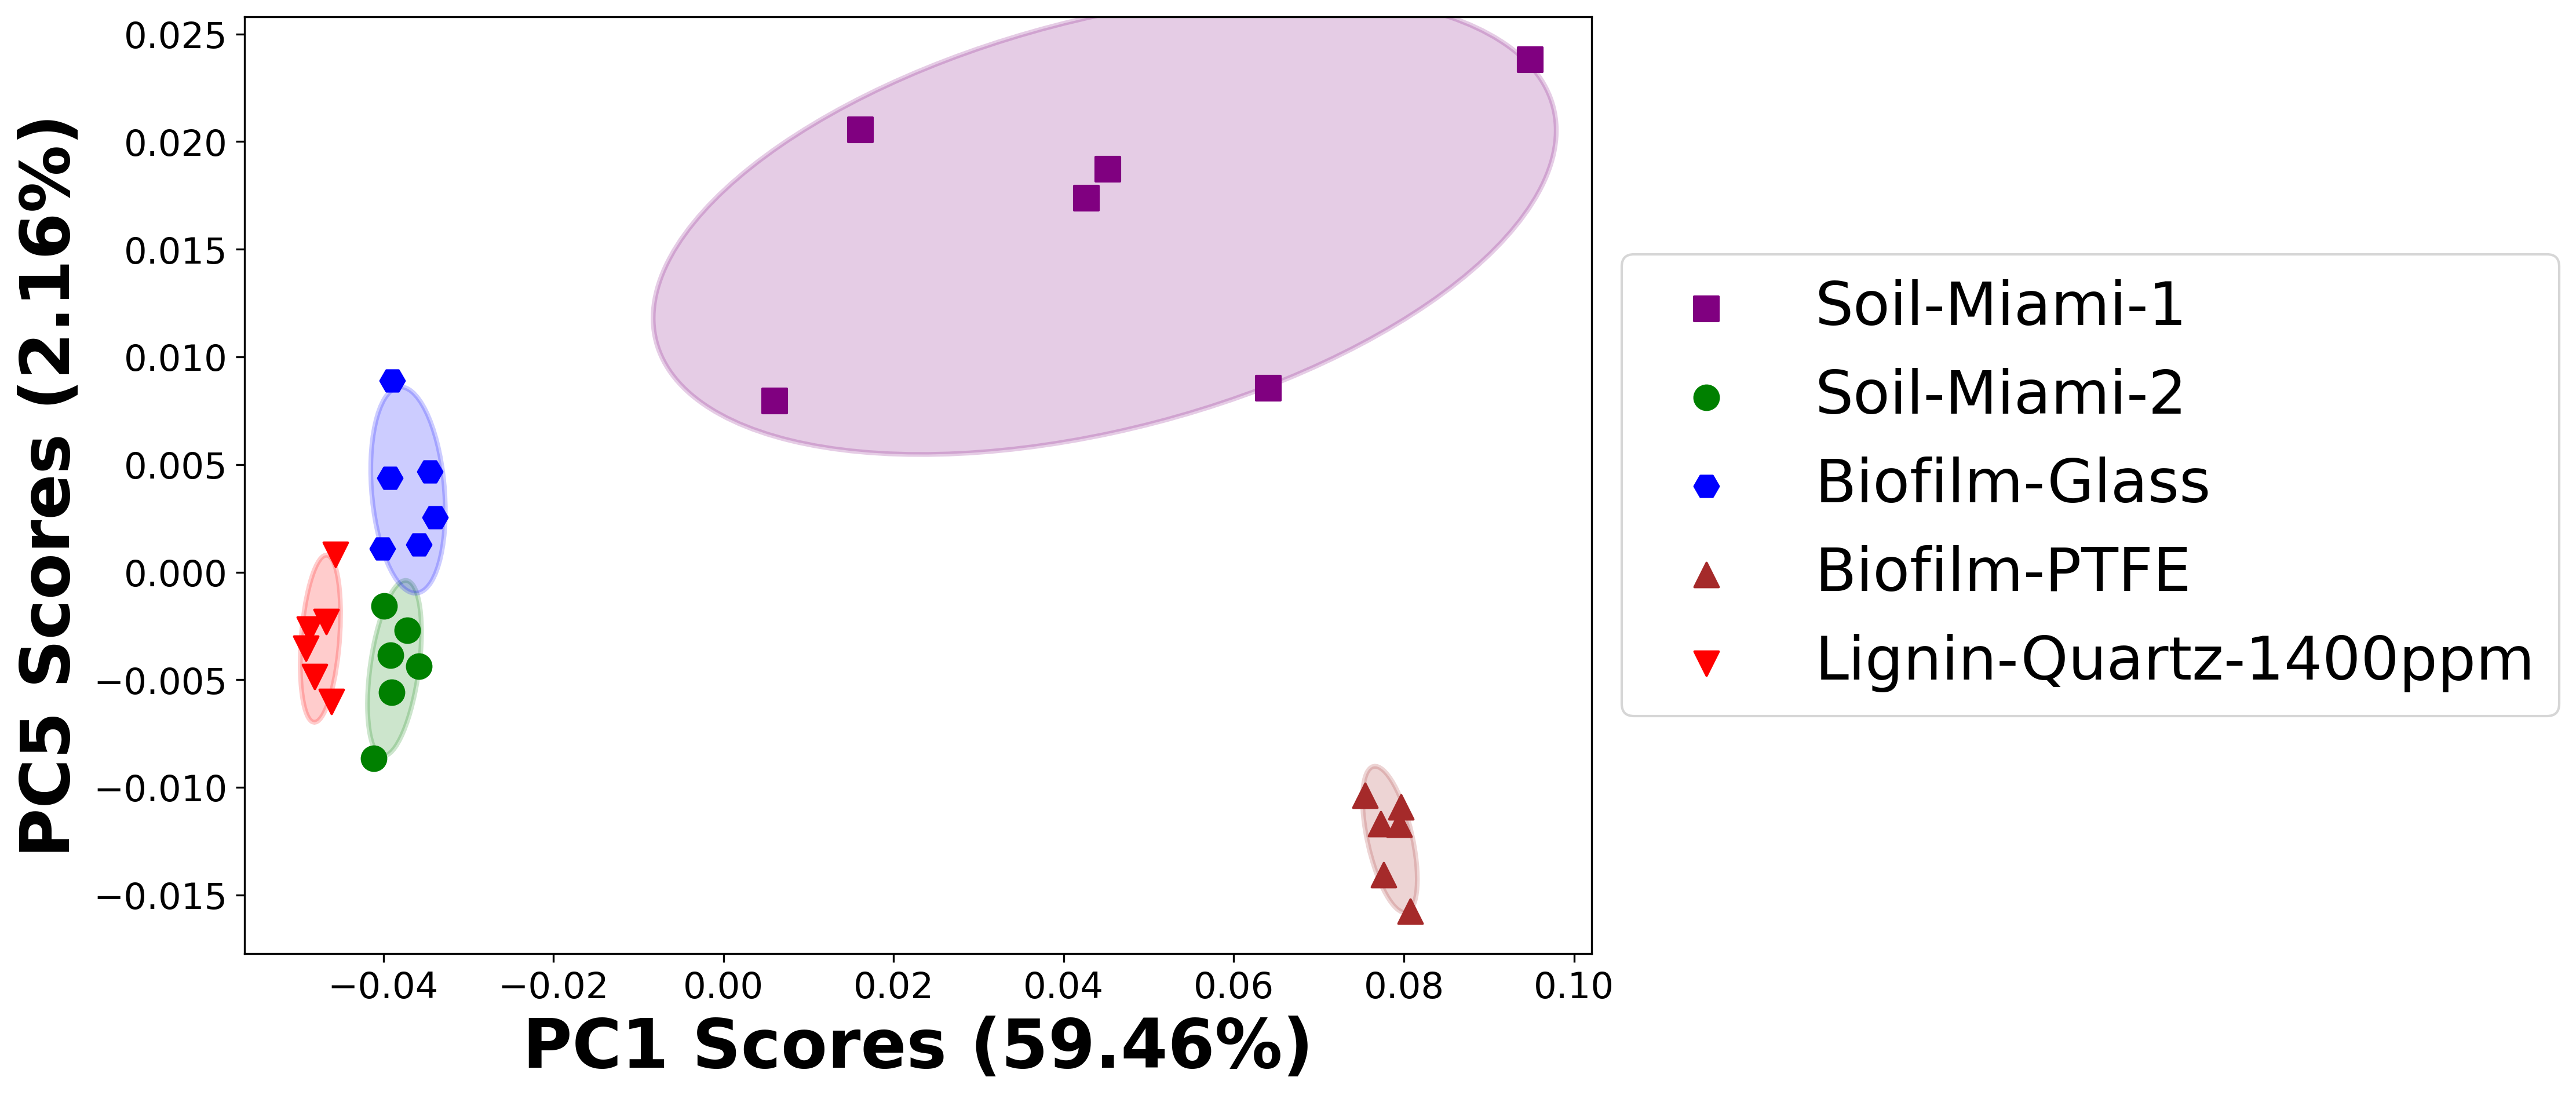 PC5 Scores (2.16%)
0.025
0.020
0.015
0.010
0.005
0.000
−0.005
−0.010
−0.015
−0.04 −0.02 0.00 0.02 0.04 0.06 0.08 0.10
PC1 Scores (59.46%)
Soil-Miami-1
Soil-Miami-2
Biofilm-Glass
Biofilm-PTFE
Lignin-Quartz-1400ppm